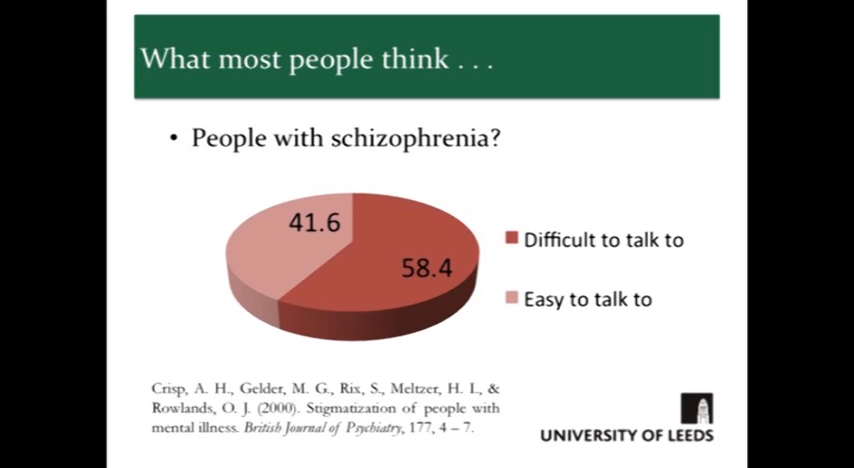 What most people think . . .
• People with schizophrenia?
41.6
58.4
Difficult to talk to
Easy to talk to
Crisp, A. H., Gelder, M. G., Rix, S., Meltzer, H. I., &
Rowlands, O. J. (2000). Stigmatization of people with
mental illness. British Journal of Psychiatry, 177, 4 – 7.
UNIVERSITY OF LEEDS